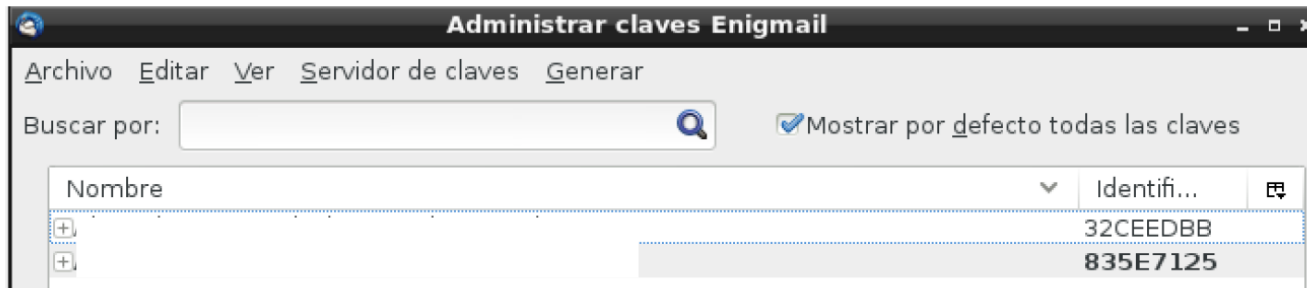 Administrar claves Enigmail
Archivo Editar Ver Servidor de claves Generar
Buscar por: Mostrar por defecto todas las claves
Nombre Identifi...
32CEEDBB
835E7125